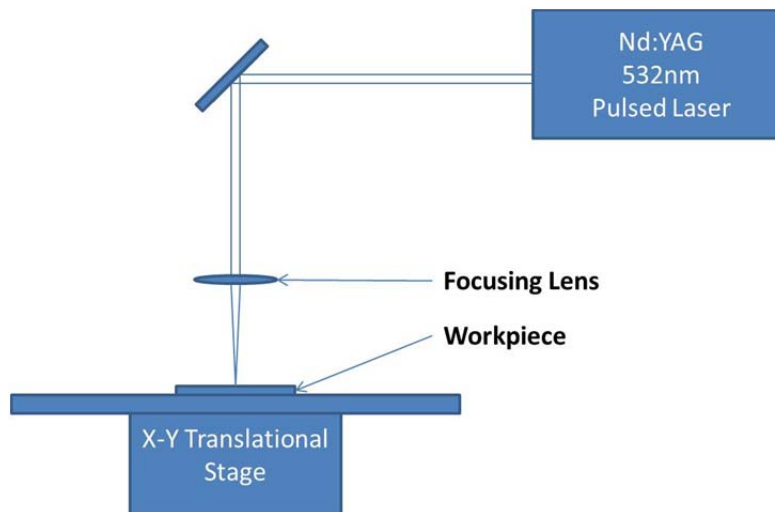 Nd:YAG
532nm
Pulsed Laser
Focusing Lens
Workpiece
X-Y Translational
Stage